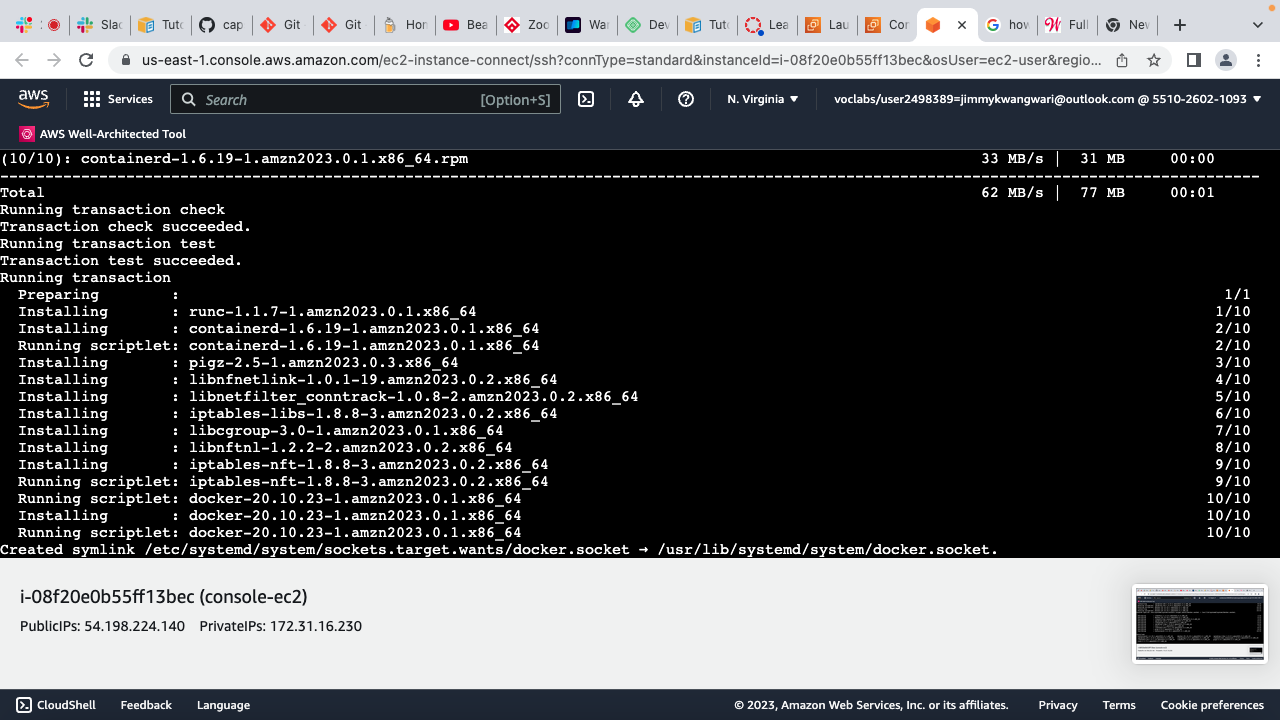 Slac
Tuto
cap
Git
Git
Hon
Bea
Zoo
War
Dev
Tuto
Lea
Lau
Con
how
Full
New
us-east-1.console.aws.amazon.com/ec2-instance-connect/ssh?connType=standard&instanceId=i-08f20e0b55ff13bec&osUser=ec2-user&regio...
aws
Services
Search
[Option+S]
N. Virginia
voclabs/user2498389=jimmykwangwari@outlook.com @ 5510-2602-1093
AWS Well-Architected Tool
(10/10): containerd-1.6.19-1.amzn2023.0.1.x86_64.rpm 33 MB/s | 31 MB 00:00
--------------------------------------------------------------------------------------------------------------------------------------------
Total 62 MB/s | 77 MB 00:01
Running transaction check
Transaction check succeeded.
Running transaction test
Transaction test succeeded.
Running transaction
Preparing : 1/1
Installing : runc-1.1.7-1.amzn2023.0.1.x86_64 1/10
Installing : containerd-1.6.19-1.amzn2023.0.1.x86_64 2/10
Running scriptlet: containerd-1.6.19-1.amzn2023.0.1.x86_64 2/10
Installing : pigz-2.5-1.amzn2023.0.3.x86_64 3/10
Installing : libnfnetlink-1.0.1-19.amzn2023.0.2.x86_64 4/10
Installing : libnetfilter_conntrack-1.0.8-2.amzn2023.0.2.x86_64 5/10
Installing : iptables-libs-1.8.8-3.amzn2023.0.2.x86_64 6/10
Installing : libcgroup-3.0-1.amzn2023.0.1.x86_64 7/10
Installing : libnftnl-1.2.2-2.amzn2023.0.2.x86_64 8/10
Installing : iptables-nft-1.8.8-3.amzn2023.0.2.x86_64 9/10
Running scriptlet: iptables-nft-1.8.8-3.amzn2023.0.2.x86_64 9/10
Running scriptlet: docker-20.10.23-1.amzn2023.0.1.x86_64 10/10
Installing : docker-20.10.23-1.amzn2023.0.1.x86_64 10/10
Running scriptlet: docker-20.10.23-1.amzn2023.0.1.x86_64 10/10
Created symlink /etc/systemd/system/sockets.target.wants/docker.socket → /usr/lib/systemd/system/docker.socket.
i-08f20e0b55ff13bec (console-ec2)
PublicIPs: 54.198.224.140 PrivateIPs: 172.31.16.230
CloudShell
Feedback
Language
© 2023, Amazon Web Services, Inc. or its affiliates.
Privacy
Terms
Cookie preferences